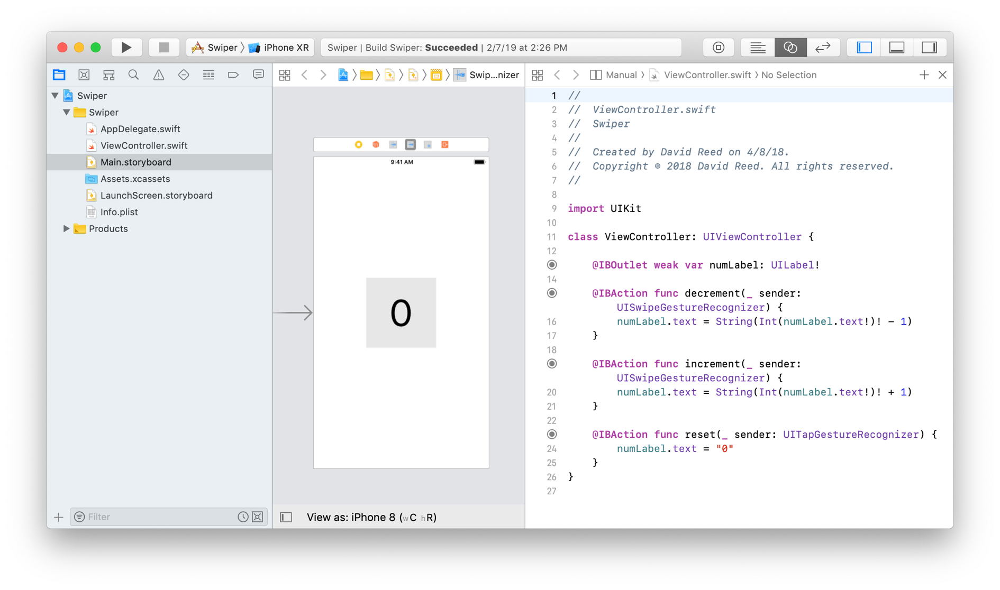 Swiper iPhone XR
Swiper | Build Swiper: Succeeded | 2/7/19 at 2:26 PM
Swiper
Swiper
AppDelegate.swift
ViewController.swift
Main.storyboard
Assets.xcassets
LaunchScreen.storyboard
Info.plist
Products
Filter
Swip...nizer
9:41 AM
0
View as: iPhone 8 (wC hR)
Manual ViewController.swift No Selection
1 //
2 //  ViewController.swift
3 //  Swiper
4 //
5 //  Created by David Reed on 4/8/18.
6 //  Copyright © 2018 David Reed. All rights reserved.
7 //
8
9 import UIKit
10
11 class ViewController: UIViewController {
12
@IBOutlet weak var numLabel: UILabel!
14
@IBAction func decrement(_ sender:
UISwipeGestureRecognizer) {
16 numLabel.text = String(Int(numLabel.text!)! - 1)
17 }
18
@IBAction func increment(_ sender:
UISwipeGestureRecognizer) {
20 numLabel.text = String(Int(numLabel.text!)! + 1)
21 }
22
@IBAction func reset(_ sender: UITapGestureRecognizer) {
24 numLabel.text = "0"
25 }
26 }
27